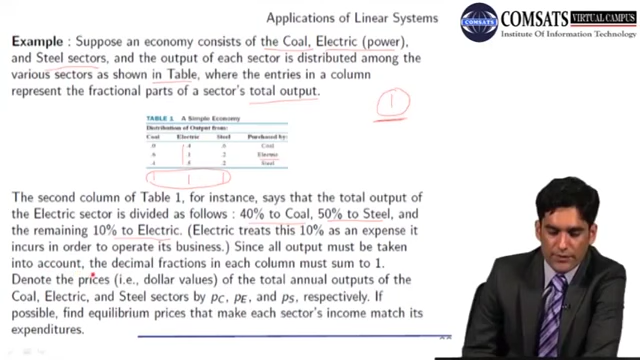 Applications of Linear Systems
COMSATS VIRTUAL CAMPUS
Institute Of Information Technology
Example : Suppose an economy consists of the Coal, Electric (power),
and Steel sectors, and the output of each sector is distributed among the
various sectors as shown in Table, where the entries in a column
represent the fractional parts of a sector's total output.
1
TABLE 1 A Simple Economy
Distribution of Output from:
Coal Electric Steel Purchased by:
.0 .4 .6 Coal
.6 .1 .2 Electric
.4 .5 .2 Steel
1 1 1
The second column of Table 1, for instance, says that the total output of
the Electric sector is divided as follows : 40% to Coal, 50% to Steel, and
the remaining 10% to Electric. (Electric treats this 10% as an expense it
incurs in order to operate its business.) Since all output must be taken
into account, the decimal fractions in each column must sum to 1.
Denote the prices (i.e., dollar values) of the total annual outputs of the
Coal, Electric, and Steel sectors by pC, pE, and pS, respectively. If
possible, find equilibrium prices that make each sector's income match its
expenditures.